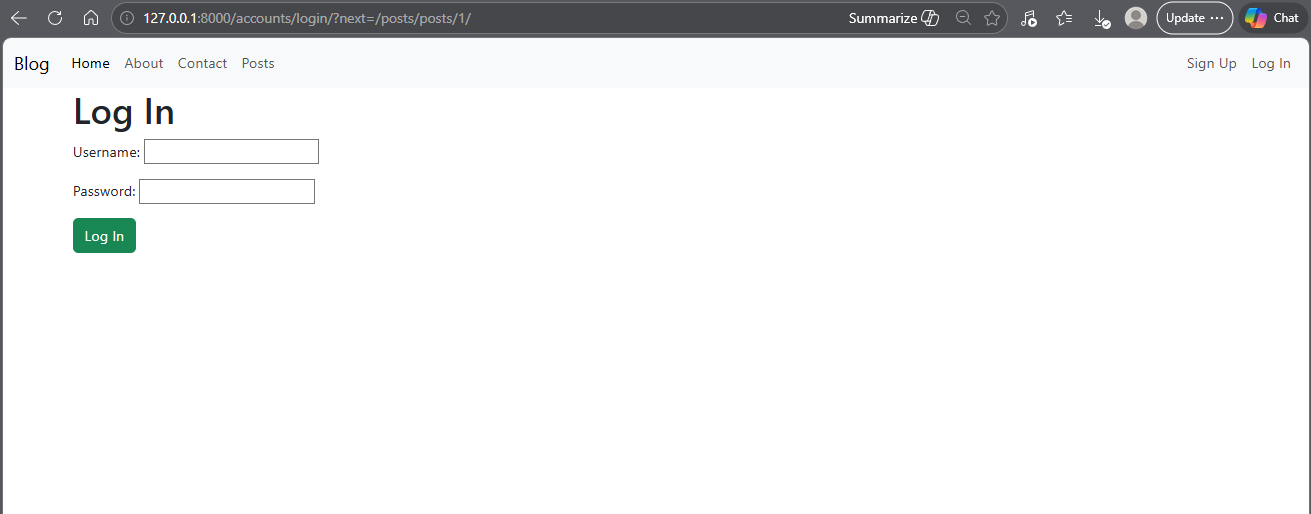 127.0.0.1:8000/accounts/login/?next=/posts/posts/1/ Summarize Update ··· Chat
Blog Home About Contact Posts Sign Up Log In
Log In
Username:
Password:
Log In